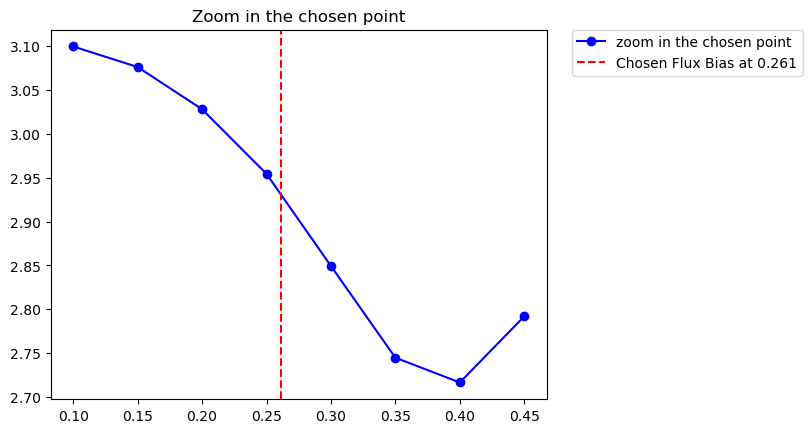 Zoom in the chosen point
zoom in the chosen point
Chosen Flux Bias at 0.261
3.10
3.05
3.00
2.95
2.90
2.85
2.80
2.75
2.70
0.10 0.15 0.20 0.25 0.30 0.35 0.40 0.45